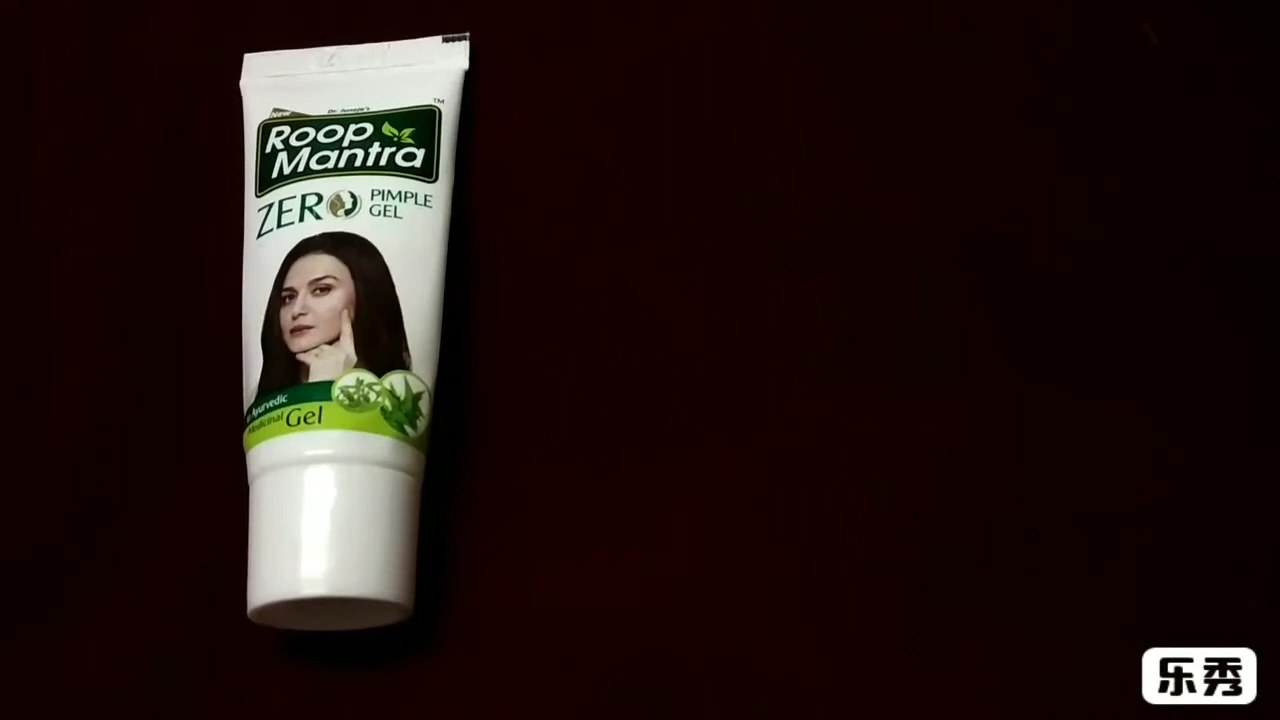 New
Dr. Juneja's
TM
Roop
Mantra
ZERO PIMPLE
GEL
Ayurvedic
Medicinal Gel
乐秀